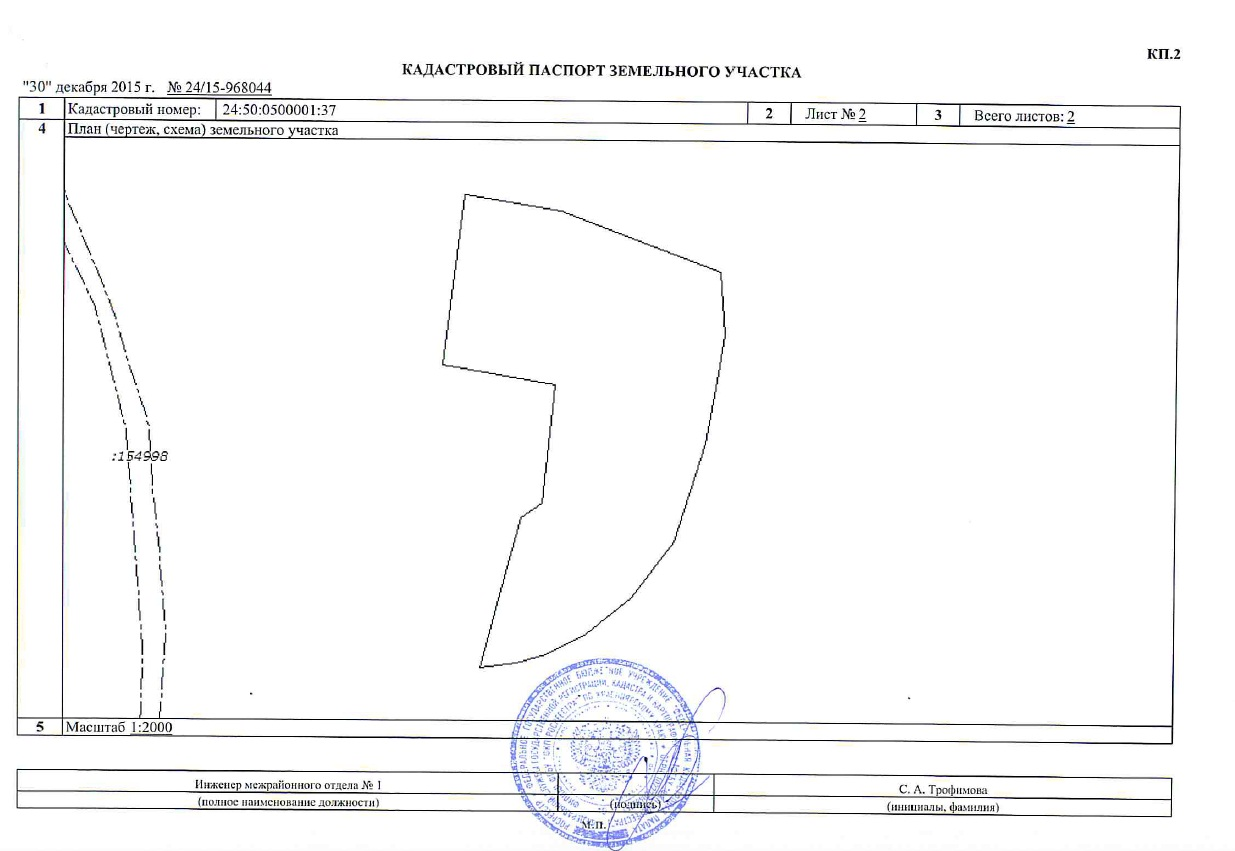 КП.2
КАДАСТРОВЫЙ ПАСПОРТ ЗЕМЕЛЬНОГО УЧАСТКА
"30" декабря 2015 г. № 24/15-968044
1 Кадастровый номер: 24:50:0500001:37 2 Лист № 2 3 Всего листов: 2
4 План (чертеж, схема) земельного участка
:154998
5 Масштаб 1:2000
Инженер межрайонного отдела № 1 С. А. Трофимова
(полное наименование должности) (подпись) (инициалы, фамилия)
М.П.